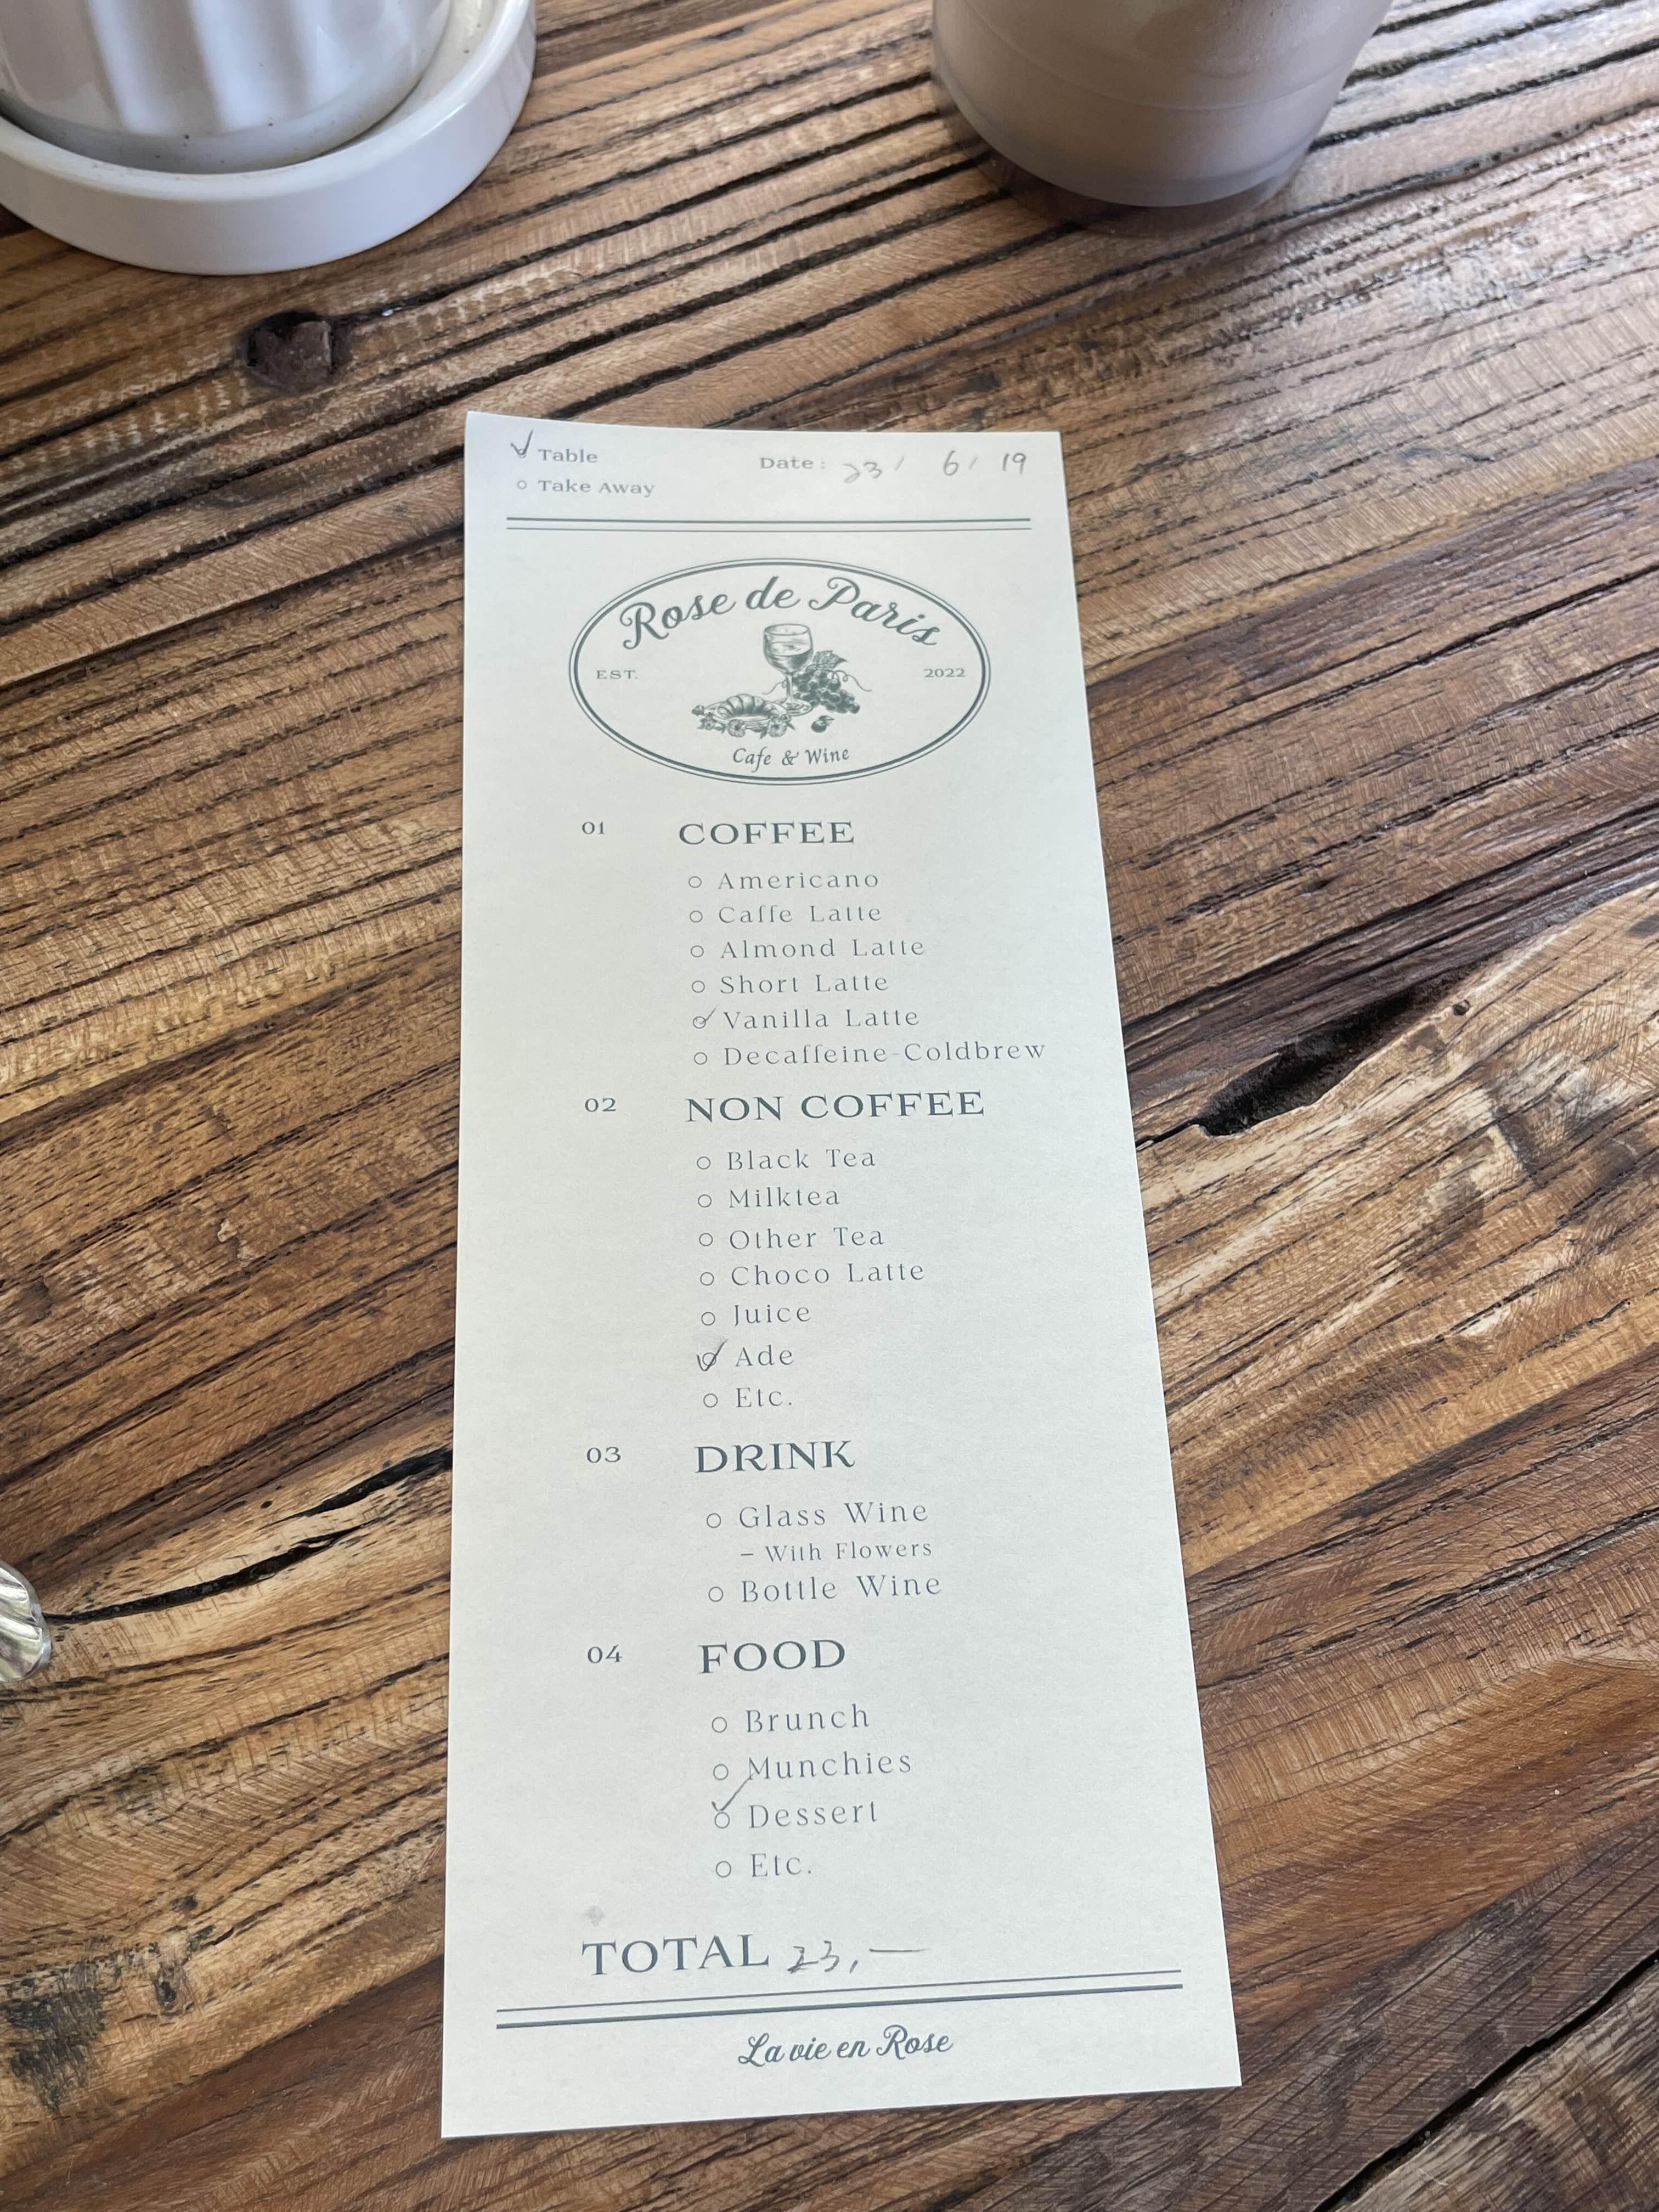 Table
Date: 23/ 6/ 19
Take Away
Rose de Paris
EST. 2022
Cafe & Wine
01 COFFEE
Americano
Caffe Latte
Almond Latte
Short Latte
Vanilla Latte
Decaffeine-Coldbrew
02 NON COFFEE
Black Tea
Milktea
Other Tea
Choco Latte
Juice
Ade
Etc.
03 DRINK
Glass Wine
– With Flowers
Bottle Wine
04 FOOD
Brunch
Munchies
Dessert
Etc.
TOTAL 23,—
La vie en Rose